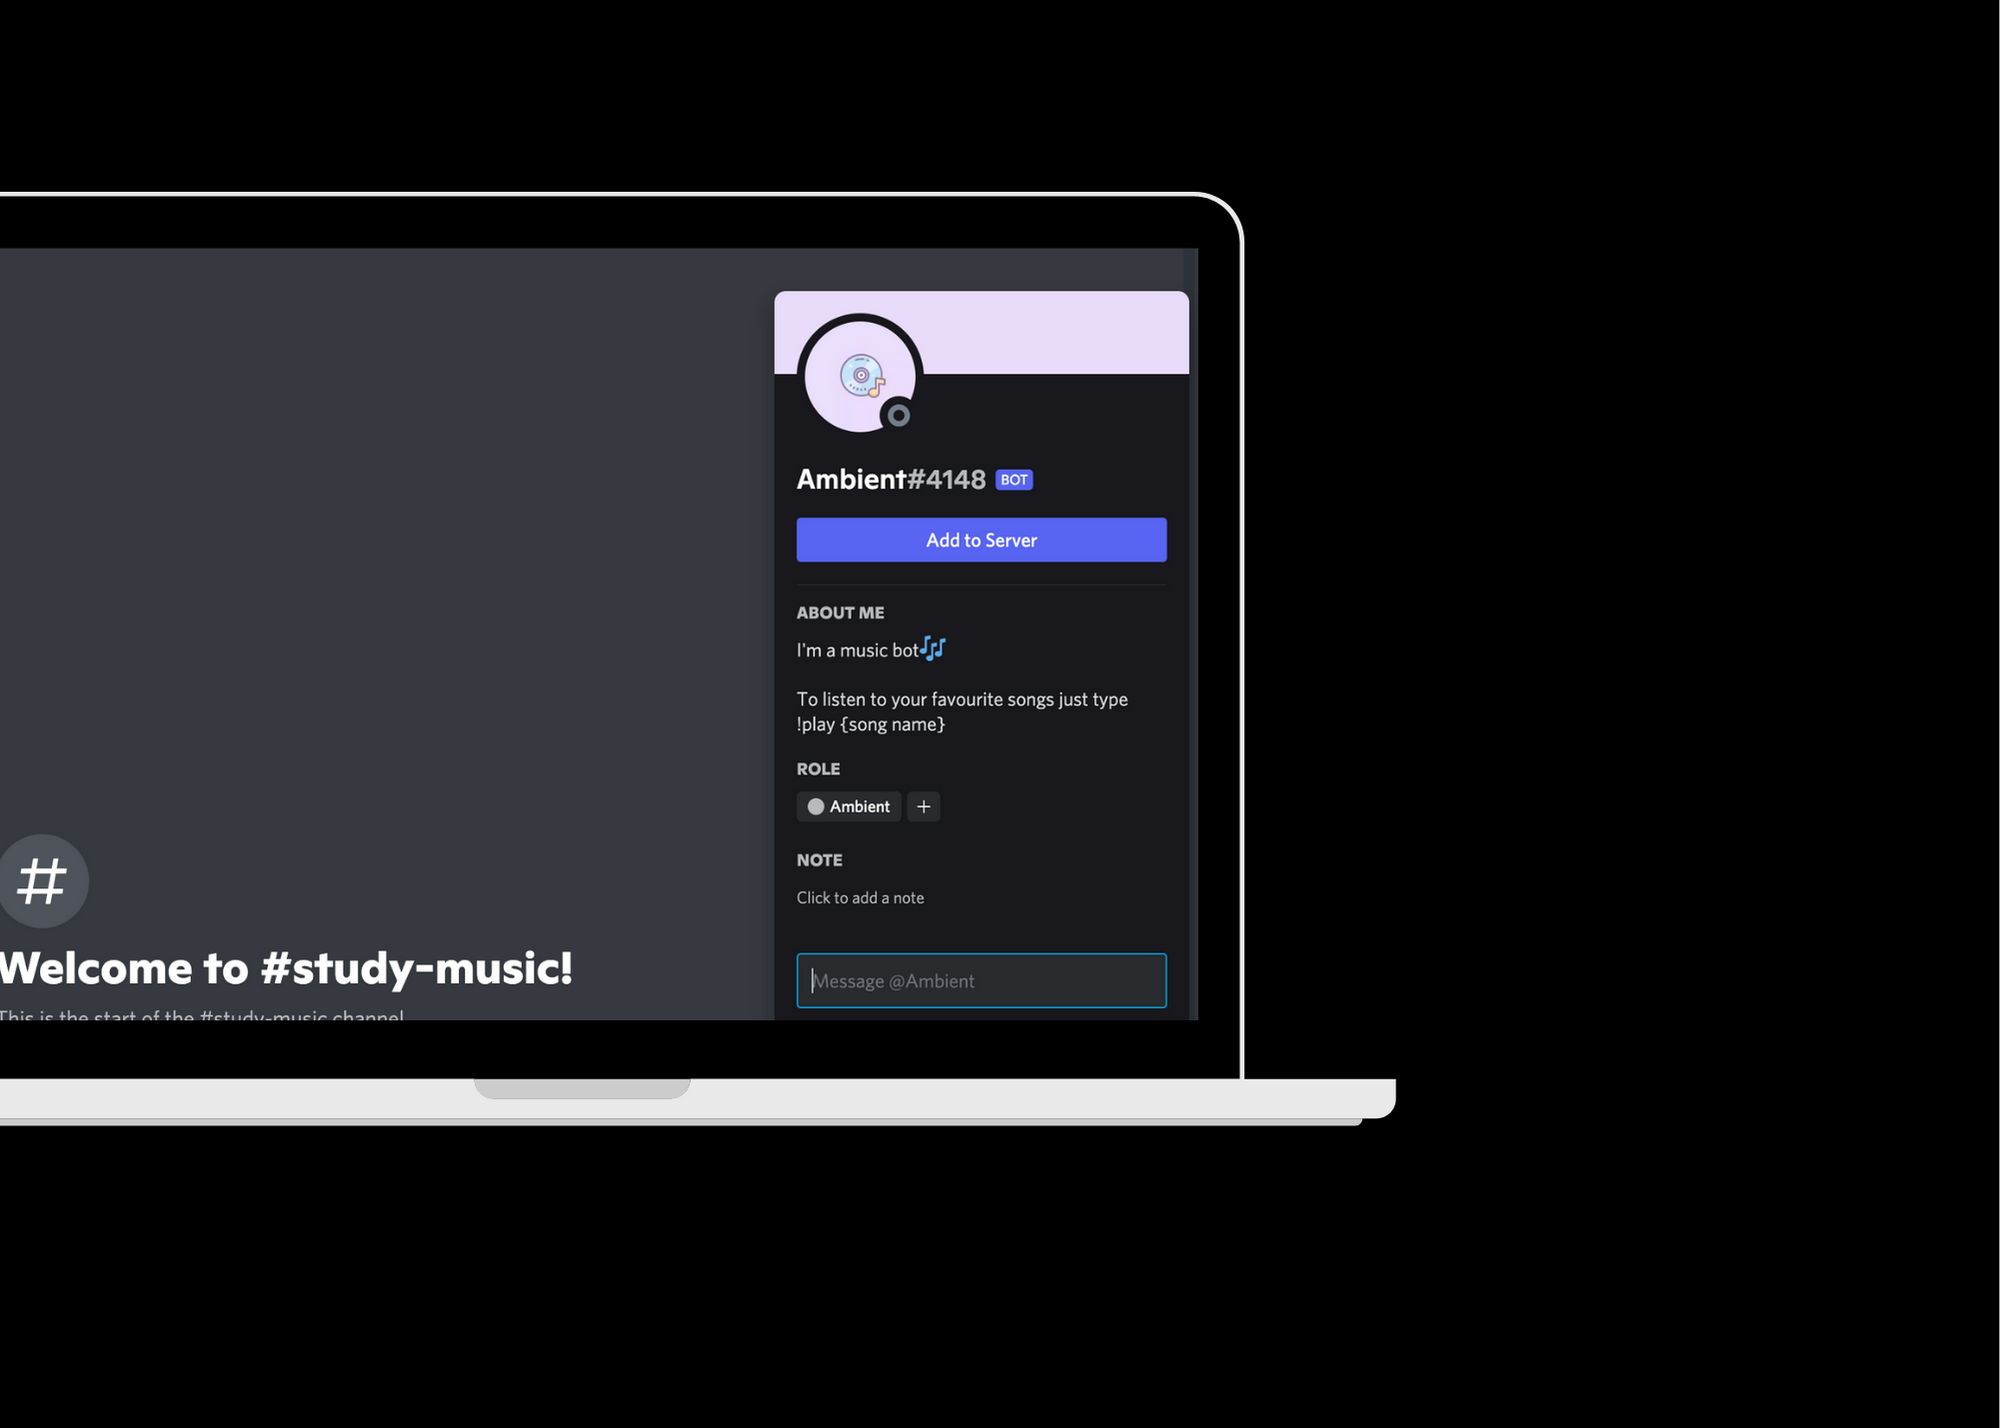 Ambient#4148 BOT
Add to Server
ABOUT ME
I'm a music bot🎶
To listen to your favourite songs just type
!play {song name}
ROLE
Ambient +
NOTE
Click to add a note
Message @Ambient
#
Welcome to #study-music!
This is the start of the #study-music channel